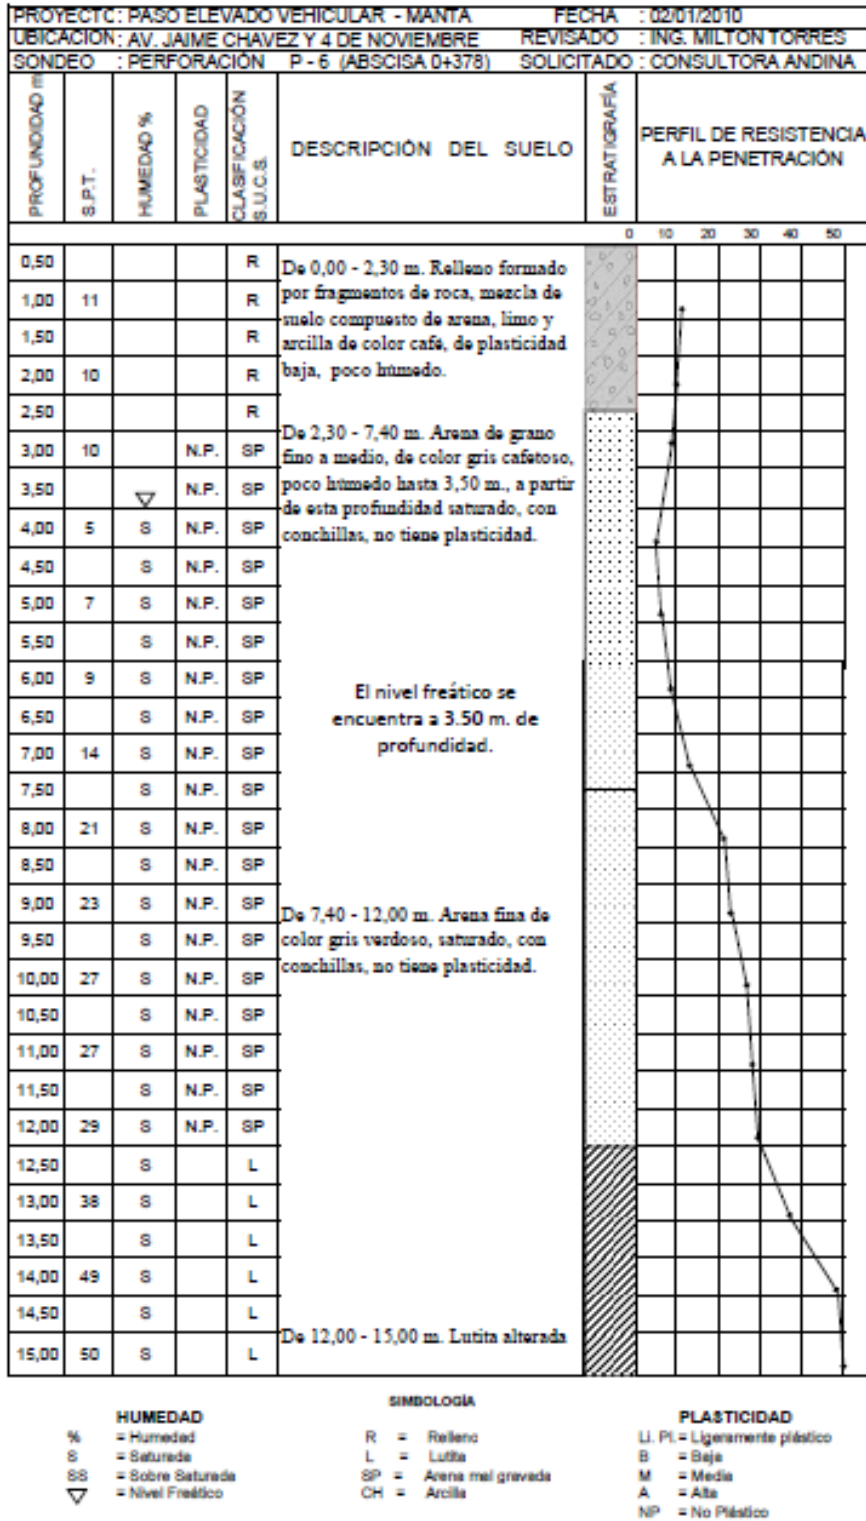 PROYECTO: PASO ELEVADO VEHICULAR - MANTA FECHA : 02/01/2010
UBICACIÓN: AV. JAIME CHAVEZ Y 4 DE NOVIEMBRE REVISADO : ING. MILTON TORRES
SONDEO : PERFORACIÓN P - 6 (ABSCISA 0+378) SOLICITADO : CONSULTORA ANDINA
PROFUNDIDAD m
S.P.T.
HUMEDAD %
PLASTICIDAD
CLASIFICACIÓN
S.U.C.S.
DESCRIPCIÓN DEL SUELO
ESTRATIGRAFÍA
PERFIL DE RESISTENCIA
A LA PENETRACIÓN
0 10 20 30 40 50
0,50 R
1,00 11 R
1,50 R
2,00 10 R
2,50 R
3,00 10 N.P. SP
3,50 ▽ N.P. SP
4,00 5 S N.P. SP
4,50 S N.P. SP
5,00 7 S N.P. SP
5,50 S N.P. SP
6,00 9 S N.P. SP
6,50 S N.P. SP
7,00 14 S N.P. SP
7,50 S N.P. SP
8,00 21 S N.P. SP
8,50 S N.P. SP
9,00 23 S N.P. SP
9,50 S N.P. SP
10,00 27 S N.P. SP
10,50 S N.P. SP
11,00 27 S N.P. SP
11,50 S N.P. SP
12,00 29 S N.P. SP
12,50 S L
13,00 38 S L
13,50 S L
14,00 49 S L
14,50 S L
15,00 50 S L
De 0,00 - 2,30 m. Relleno formado
por fragmentos de roca, mezcla de
suelo compuesto de arena, limo y
arcilla de color café, de plasticidad
baja, poco húmedo.
De 2,30 - 7,40 m. Arena de grano
fino a medio, de color gris cafetoso,
poco húmedo hasta 3,50 m., a partir
de esta profundidad saturado, con
conchillas, no tiene plasticidad.
El nivel freático se
encuentra a 3.50 m. de
profundidad.
De 7,40 - 12,00 m. Arena fina de
color gris verdoso, saturado, con
conchillas, no tiene plasticidad.
De 12,00 - 15,00 m. Lutita alterada
SIMBOLOGÍA
HUMEDAD
% = Humedad
S = Saturada
SS = Sobre Saturada
▽ = Nivel Freático
R = Relleno
L = Lutita
SP = Arena mal gravada
CH = Arcilla
PLASTICIDAD
Li. Pl. = Ligeramente plástico
B = Baja
M = Media
A = Alta
NP = No Plástico